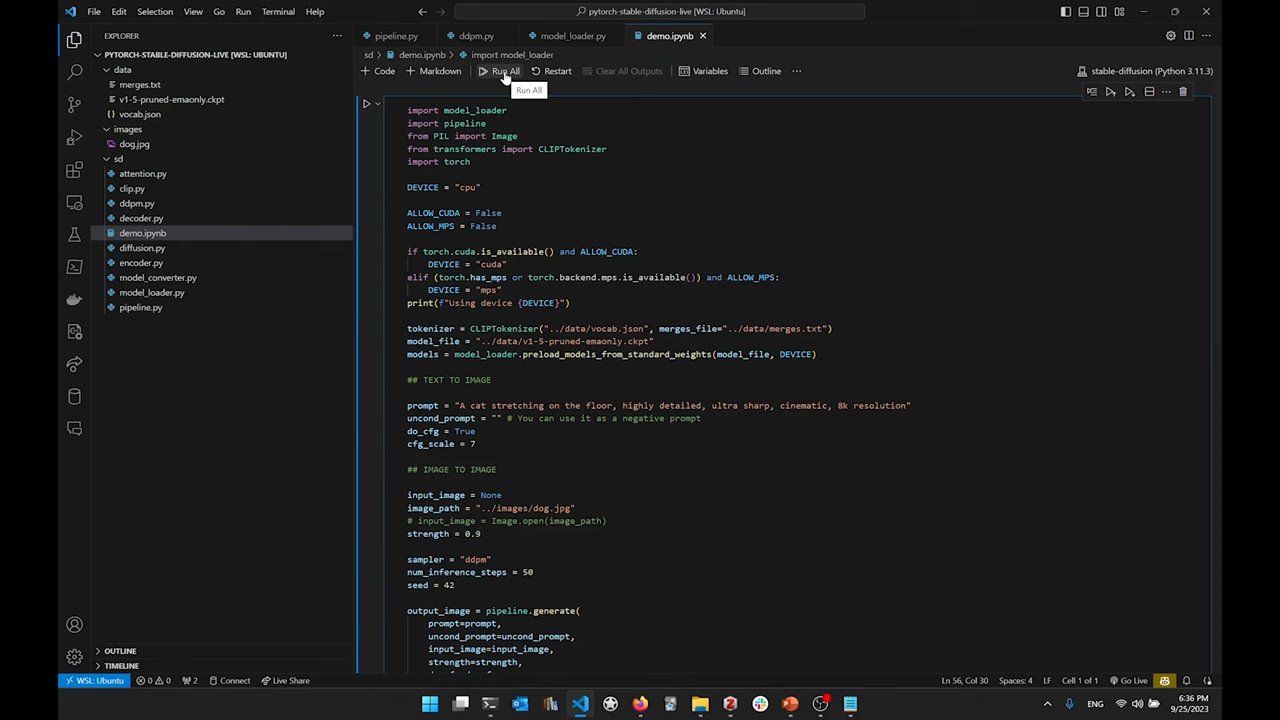 File Edit Selection View Go Run Terminal Help
pytorch-stable-diffusion-live [WSL: Ubuntu]
EXPLORER
PYTORCH-STABLE-DIFFUSION-LIVE [WSL: UBUNTU]
data
merges.txt
v1-5-pruned-emaonly.ckpt
vocab.json
images
dog.jpg
sd
attention.py
clip.py
ddpm.py
decoder.py
demo.ipynb
diffusion.py
encoder.py
model_converter.py
model_loader.py
pipeline.py
OUTLINE
TIMELINE
pipeline.py ddpm.py model_loader.py demo.ipynb
sd > demo.ipynb > import model_loader
+ Code + Markdown Run All Restart Clear All Outputs Variables Outline ... stable-diffusion (Python 3.11.3)
Run All
import model_loader
import pipeline
from PIL import Image
from transformers import CLIPTokenizer
import torch
DEVICE = "cpu"
ALLOW_CUDA = False
ALLOW_MPS = False
if torch.cuda.is_available() and ALLOW_CUDA:
DEVICE = "cuda"
elif (torch.has_mps or torch.backend.mps.is_available()) and ALLOW_MPS:
DEVICE = "mps"
print(f"Using device {DEVICE}")
tokenizer = CLIPTokenizer("../data/vocab.json", merges_file="../data/merges.txt")
model_file = "../data/v1-5-pruned-emaonly.ckpt"
models = model_loader.preload_models_from_standard_weights(model_file, DEVICE)
## TEXT TO IMAGE
prompt = "A cat stretching on the floor, highly detailed, ultra sharp, cinematic, 8k resolution"
uncond_prompt = "" # You can use it as a negative prompt
do_cfg = True
cfg_scale = 7
## IMAGE TO IMAGE
input_image = None
image_path = "../images/dog.jpg"
# input_image = Image.open(image_path)
strength = 0.9
sampler = "ddpm"
num_inference_steps = 50
seed = 42
output_image = pipeline.generate(
prompt=prompt,
uncond_prompt=uncond_prompt,
input_image=input_image,
strength=strength,
WSL: Ubuntu 0 0 2 Connect Live Share Ln 56, Col 30 Spaces: 4 LF Cell 1 of 1 Go Live
ENG 6:36 PM
9/25/2023